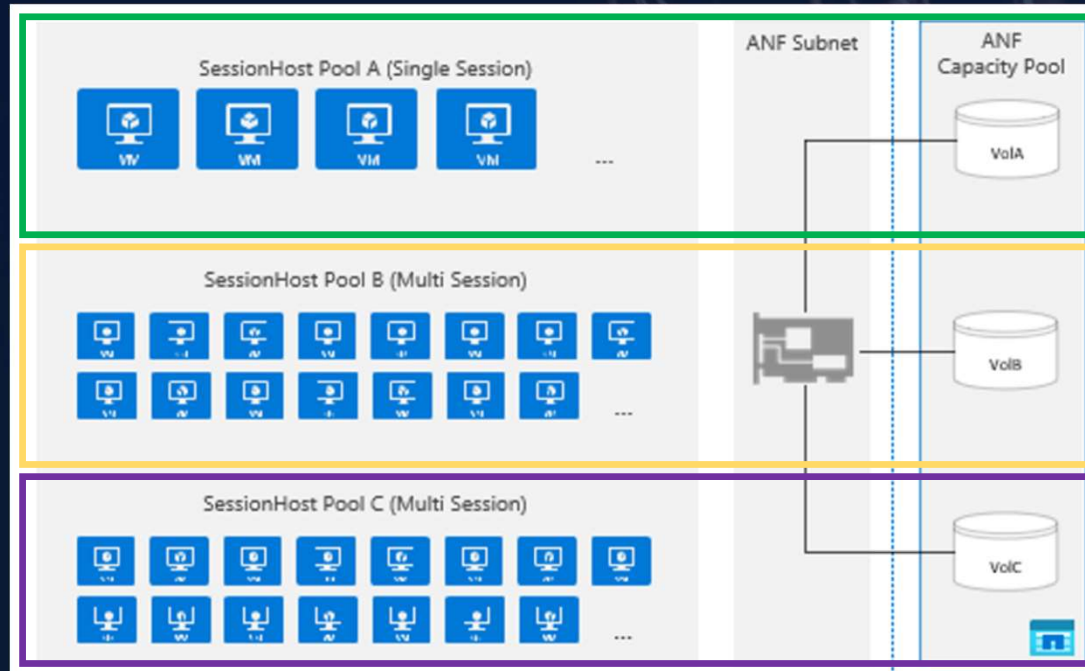 SessionHost Pool A (Single Session)
VM VM VM VM ...
ANF Subnet
ANF
Capacity Pool
VolA
SessionHost Pool B (Multi Session)
...
VolB
SessionHost Pool C (Multi Session)
...
VolC